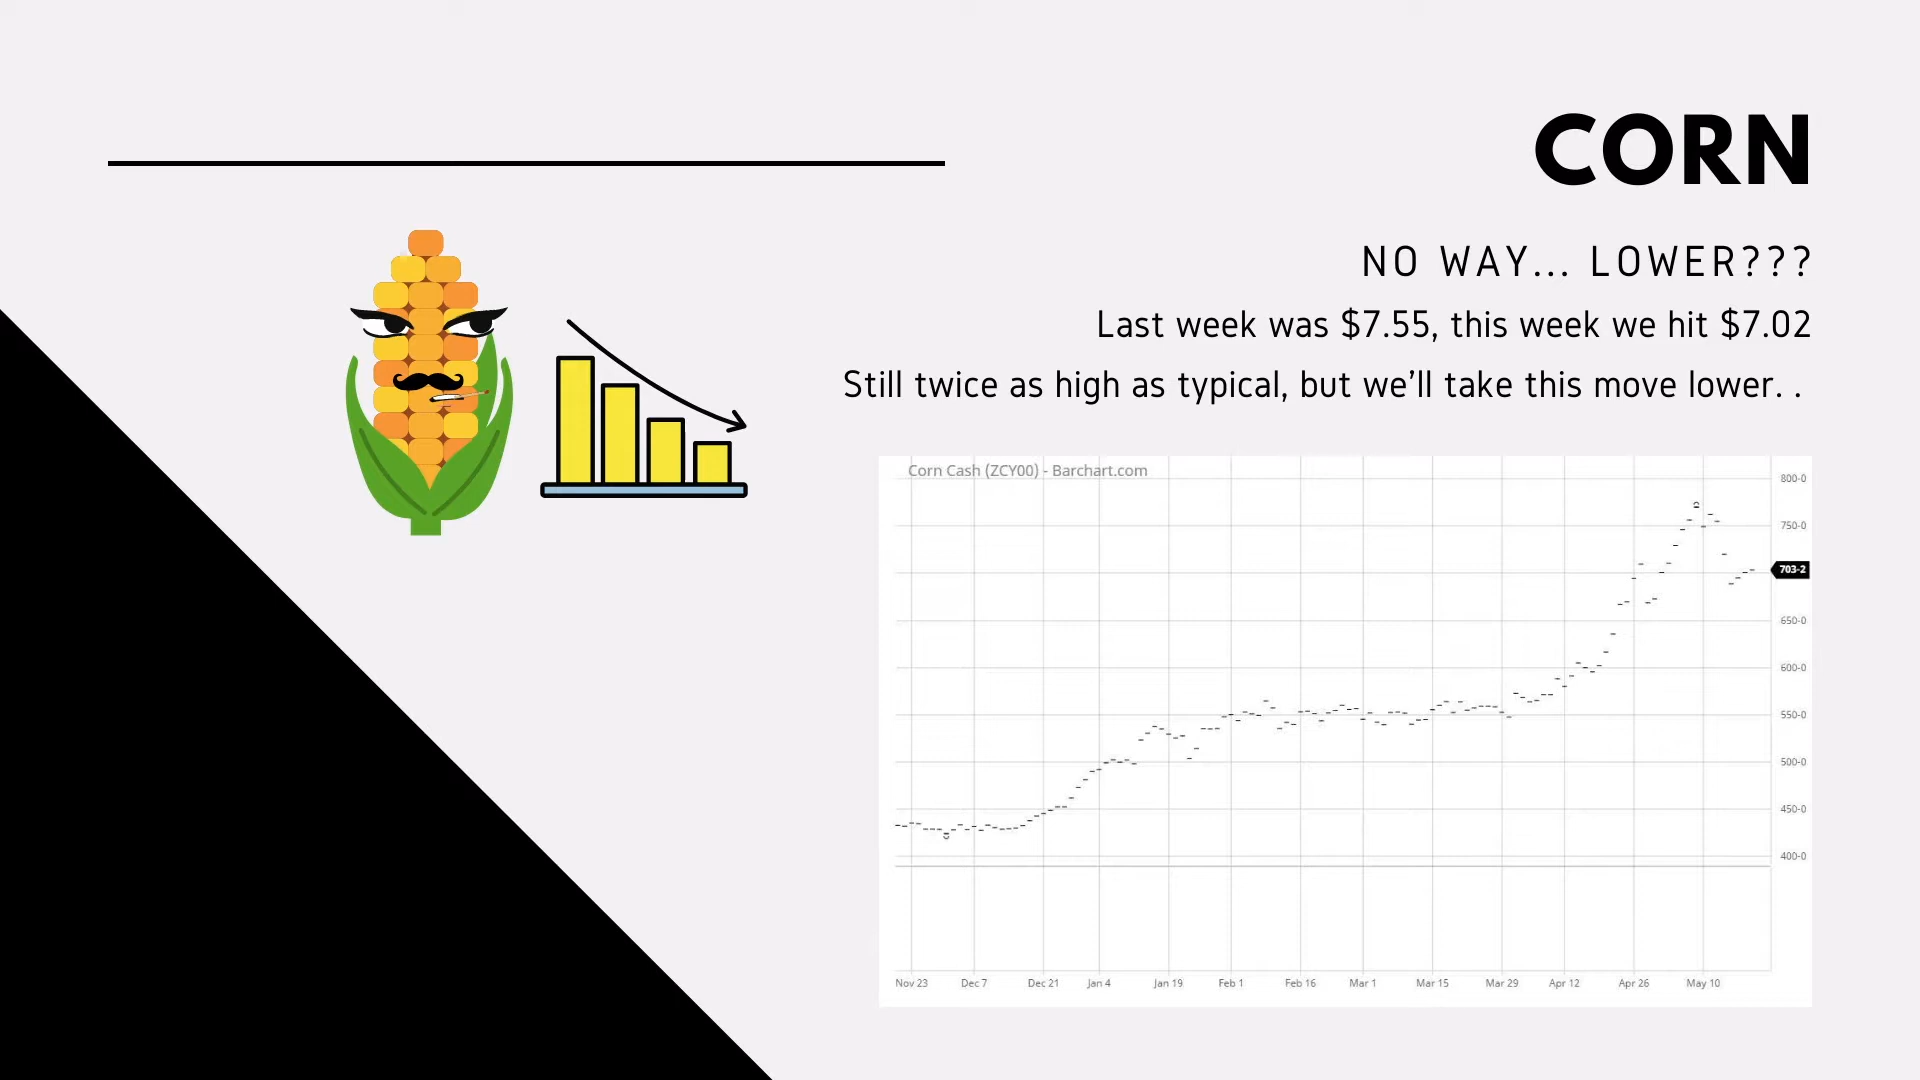 CORN
NO WAY... LOWER???
Last week was $7.55, this week we hit $7.02
Still twice as high as typical, but we’ll take this move lower. .
Corn Cash (ZCY00) - Barchart.com
800-0
750-0
703-2
650-0
600-0
550-0
500-0
450-0
400-0
Nov 23 Dec 7 Dec 21 Jan 4 Jan 19 Feb 1 Feb 16 Mar 1 Mar 15 Mar 29 Apr 12 Apr 26 May 10